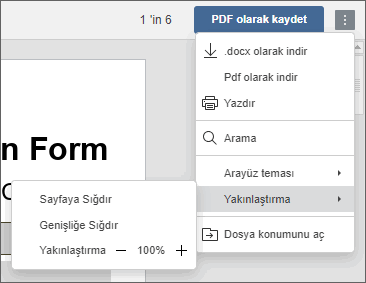 1 'in 6
PDF olarak kaydet
.docx olarak indir
Pdf olarak indir
Yazdır
Arama
Arayüz teması
Yakınlaştırma
Dosya konumunu aç
n Form
Sayfaya Sığdır
Genişliğe Sığdır
Yakınlaştırma — 100% +